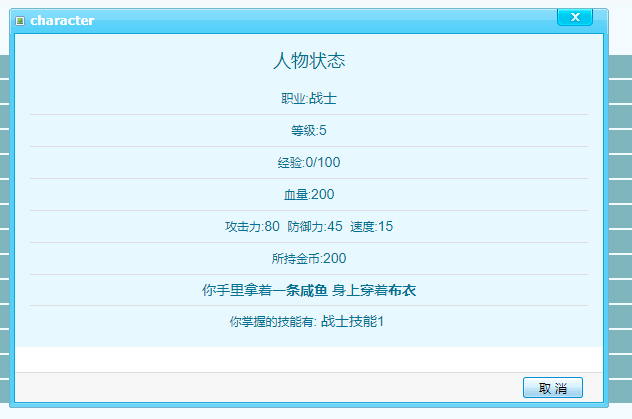 character
x
人物状态
职业:战士
等级:5
经验:0/100
血量:200
攻击力:80 防御力:45 速度:15
所持金币:200
你手里拿着一条咸鱼 身上穿着布衣
你掌握的技能有: 战士技能1
取 消